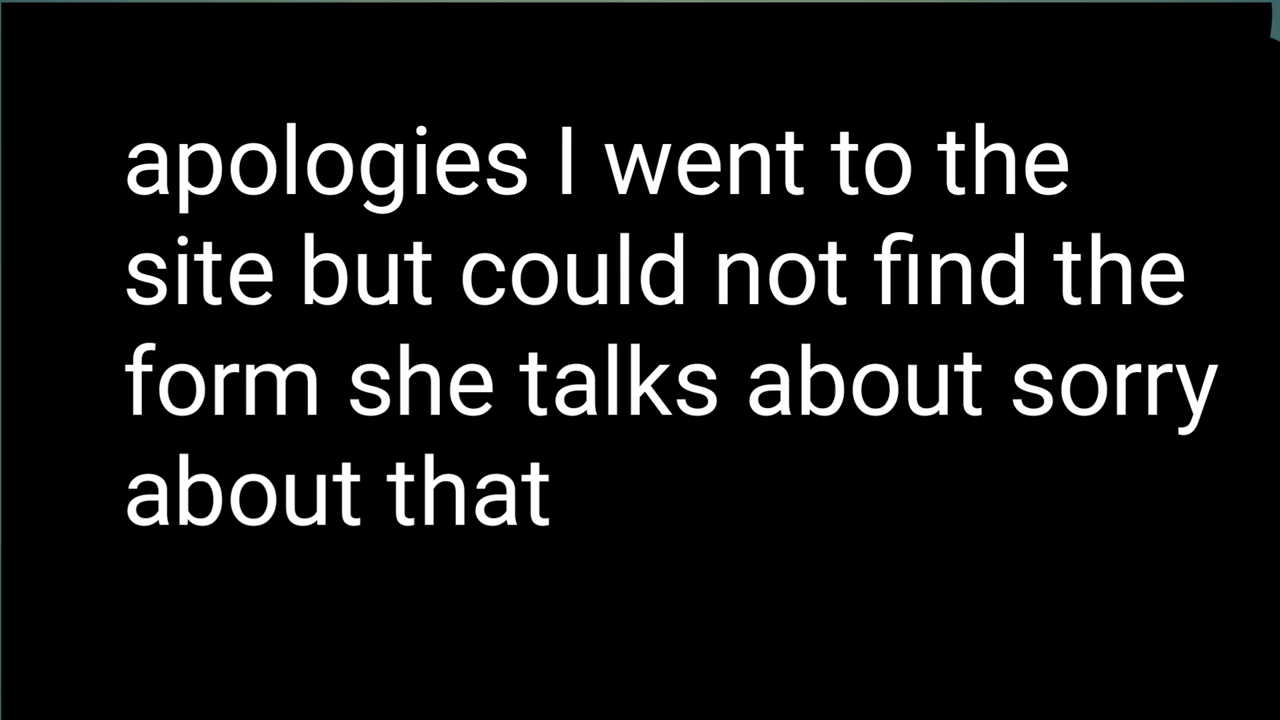 apologies I went to the
site but could not find the
form she talks about sorry
about that